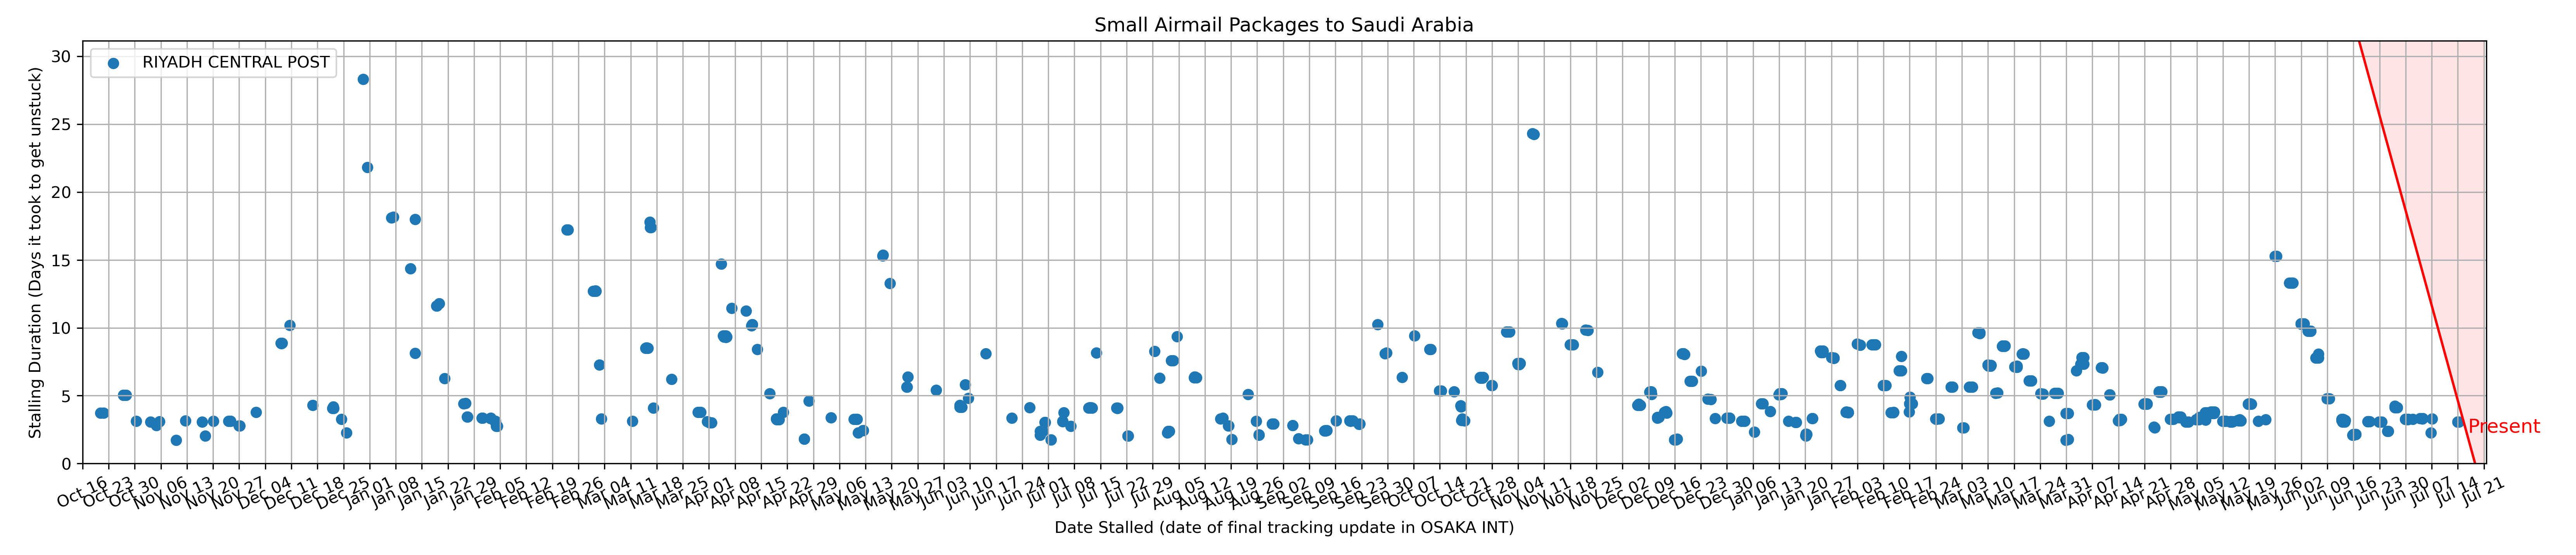 Small Airmail Packages to Saudi Arabia
RIYADH CENTRAL POST
Stalling Duration (Days it took to get unstuck)
30
25
20
15
10
5
0
Present
Oct 16 Oct 23 Oct 30 Nov 06 Nov 13 Nov 20 Nov 27 Dec 04 Dec 11 Dec 18 Dec 25 Jan 01 Jan 08 Jan 15 Jan 22 Jan 29 Feb 05 Feb 12 Feb 19 Feb 26 Mar 04 Mar 11 Mar 18 Mar 25 Apr 01 Apr 08 Apr 15 Apr 22 Apr 29 May 06 May 13 May 20 May 27 Jun 03 Jun 10 Jun 17 Jun 24 Jul 01 Jul 08 Jul 15 Jul 22 Jul 29 Aug 05 Aug 12 Aug 19 Aug 26 Sep 02 Sep 09 Sep 16 Sep 23 Sep 30 Oct 07 Oct 14 Oct 21 Oct 28 Nov 04 Nov 11 Nov 18 Nov 25 Dec 02 Dec 09 Dec 16 Dec 23 Dec 30 Jan 06 Jan 13 Jan 20 Jan 27 Feb 03 Feb 10 Feb 17 Feb 24 Mar 03 Mar 10 Mar 17 Mar 24 Mar 31 Apr 07 Apr 14 Apr 21 Apr 28 May 05 May 12 May 19 May 26 Jun 02 Jun 09 Jun 16 Jun 23 Jun 30 Jul 07 Jul 14 Jul 21
Date Stalled (date of final tracking update in OSAKA INT)